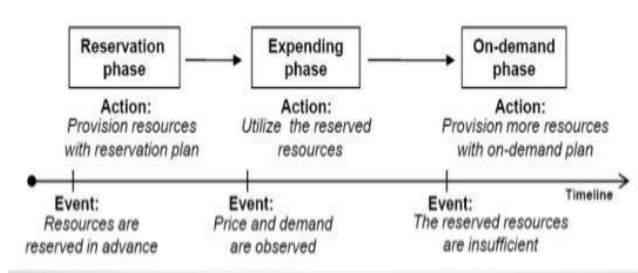 Reservation
phase
Expending
phase
On-demand
phase
Action:
Provision resources
with reservation plan
Action:
Utilize the reserved
resources
Action:
Provision more resources
with on-demand plan
Timeline
Event:
Resources are
reserved in advance
Event:
Price and demand
are observed
Event:
The reserved resources
are insufficient